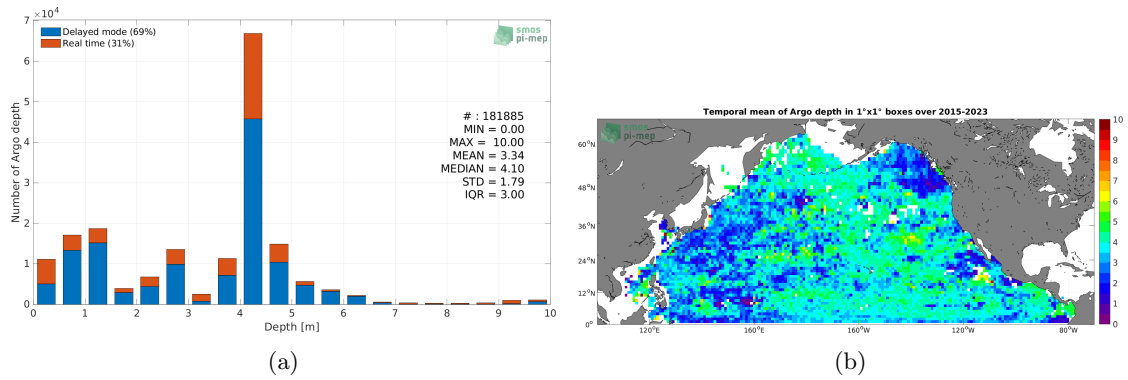 7 ×10⁴
Delayed mode (69%)
Real time (31%)
smos
pi-mep
6
5
4
3
2
1
0
Number of Argo depth
# : 181885
MIN = 0.00
MAX = 10.00
MEAN = 3.34
MEDIAN = 4.10
STD = 1.79
IQR = 3.00
0 1 2 3 4 5 6 7 8 9 10
Depth [m]
(a)
Temporal mean of Argo depth in 1°x1° boxes over 2015-2023
smos
pi-mep
60°N
48°N
36°N
24°N
12°N
0°
120°E 160°E 160°W 120°W 80°W
10
9
8
7
6
5
4
3
2
1
0
(b)